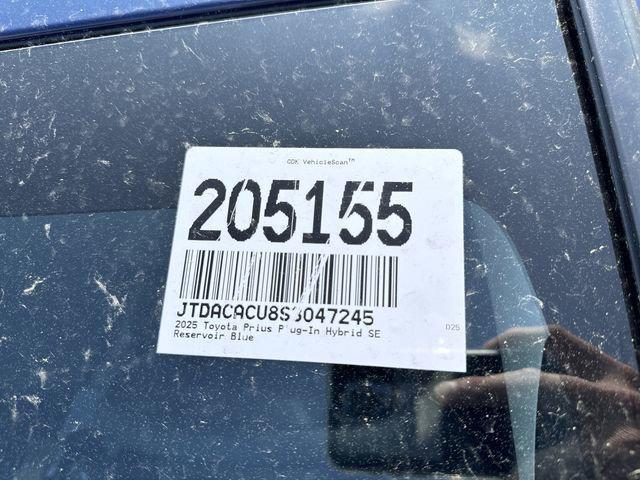 CDK VehicleScan™
205155
JTDACACU8S3047245
2025 Toyota Prius Plug-In Hybrid SE
Reservoir Blue
D25